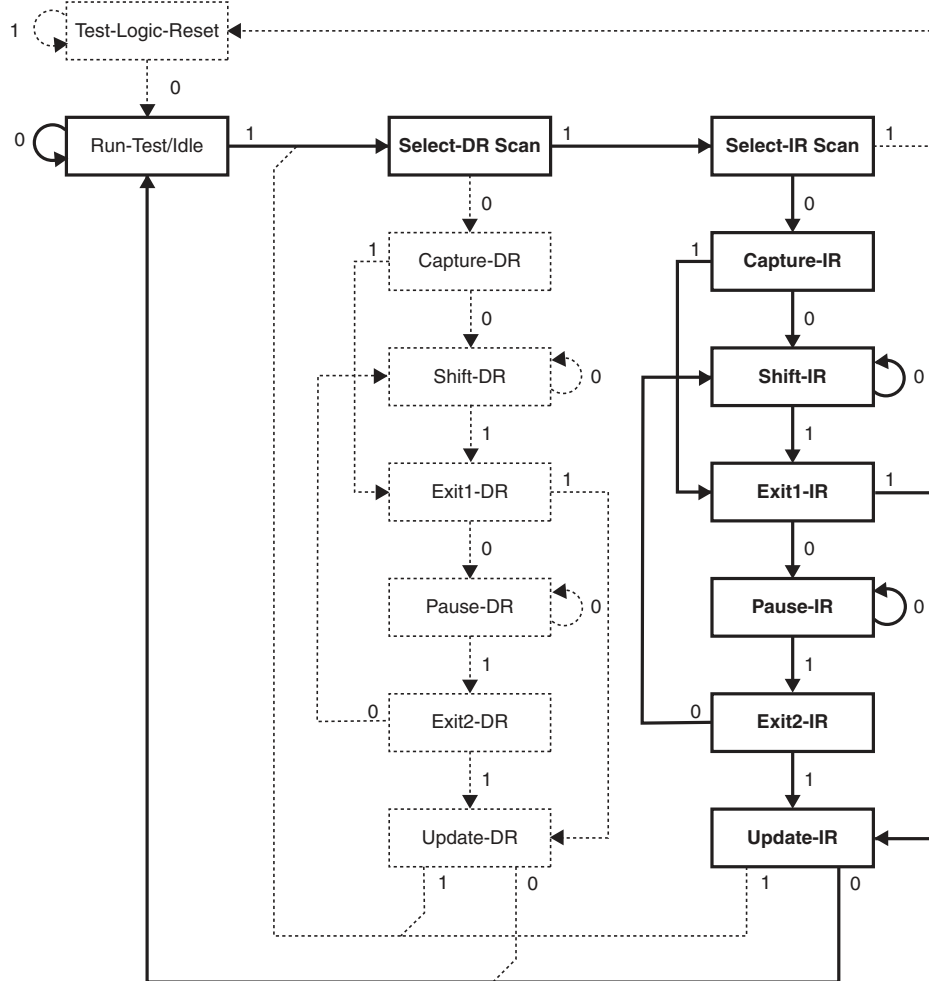 1
Test-Logic-Reset
0
0
Run-Test/Idle
1
Select-DR Scan
1
Select-IR Scan
1
0
0
1
Capture-DR
1
Capture-IR
0
0
Shift-DR
0
Shift-IR
0
1
1
Exit1-DR
1
Exit1-IR
1
0
0
Pause-DR
0
Pause-IR
0
1
1
0
Exit2-DR
0
Exit2-IR
1
1
Update-DR
Update-IR
1
0
1
0